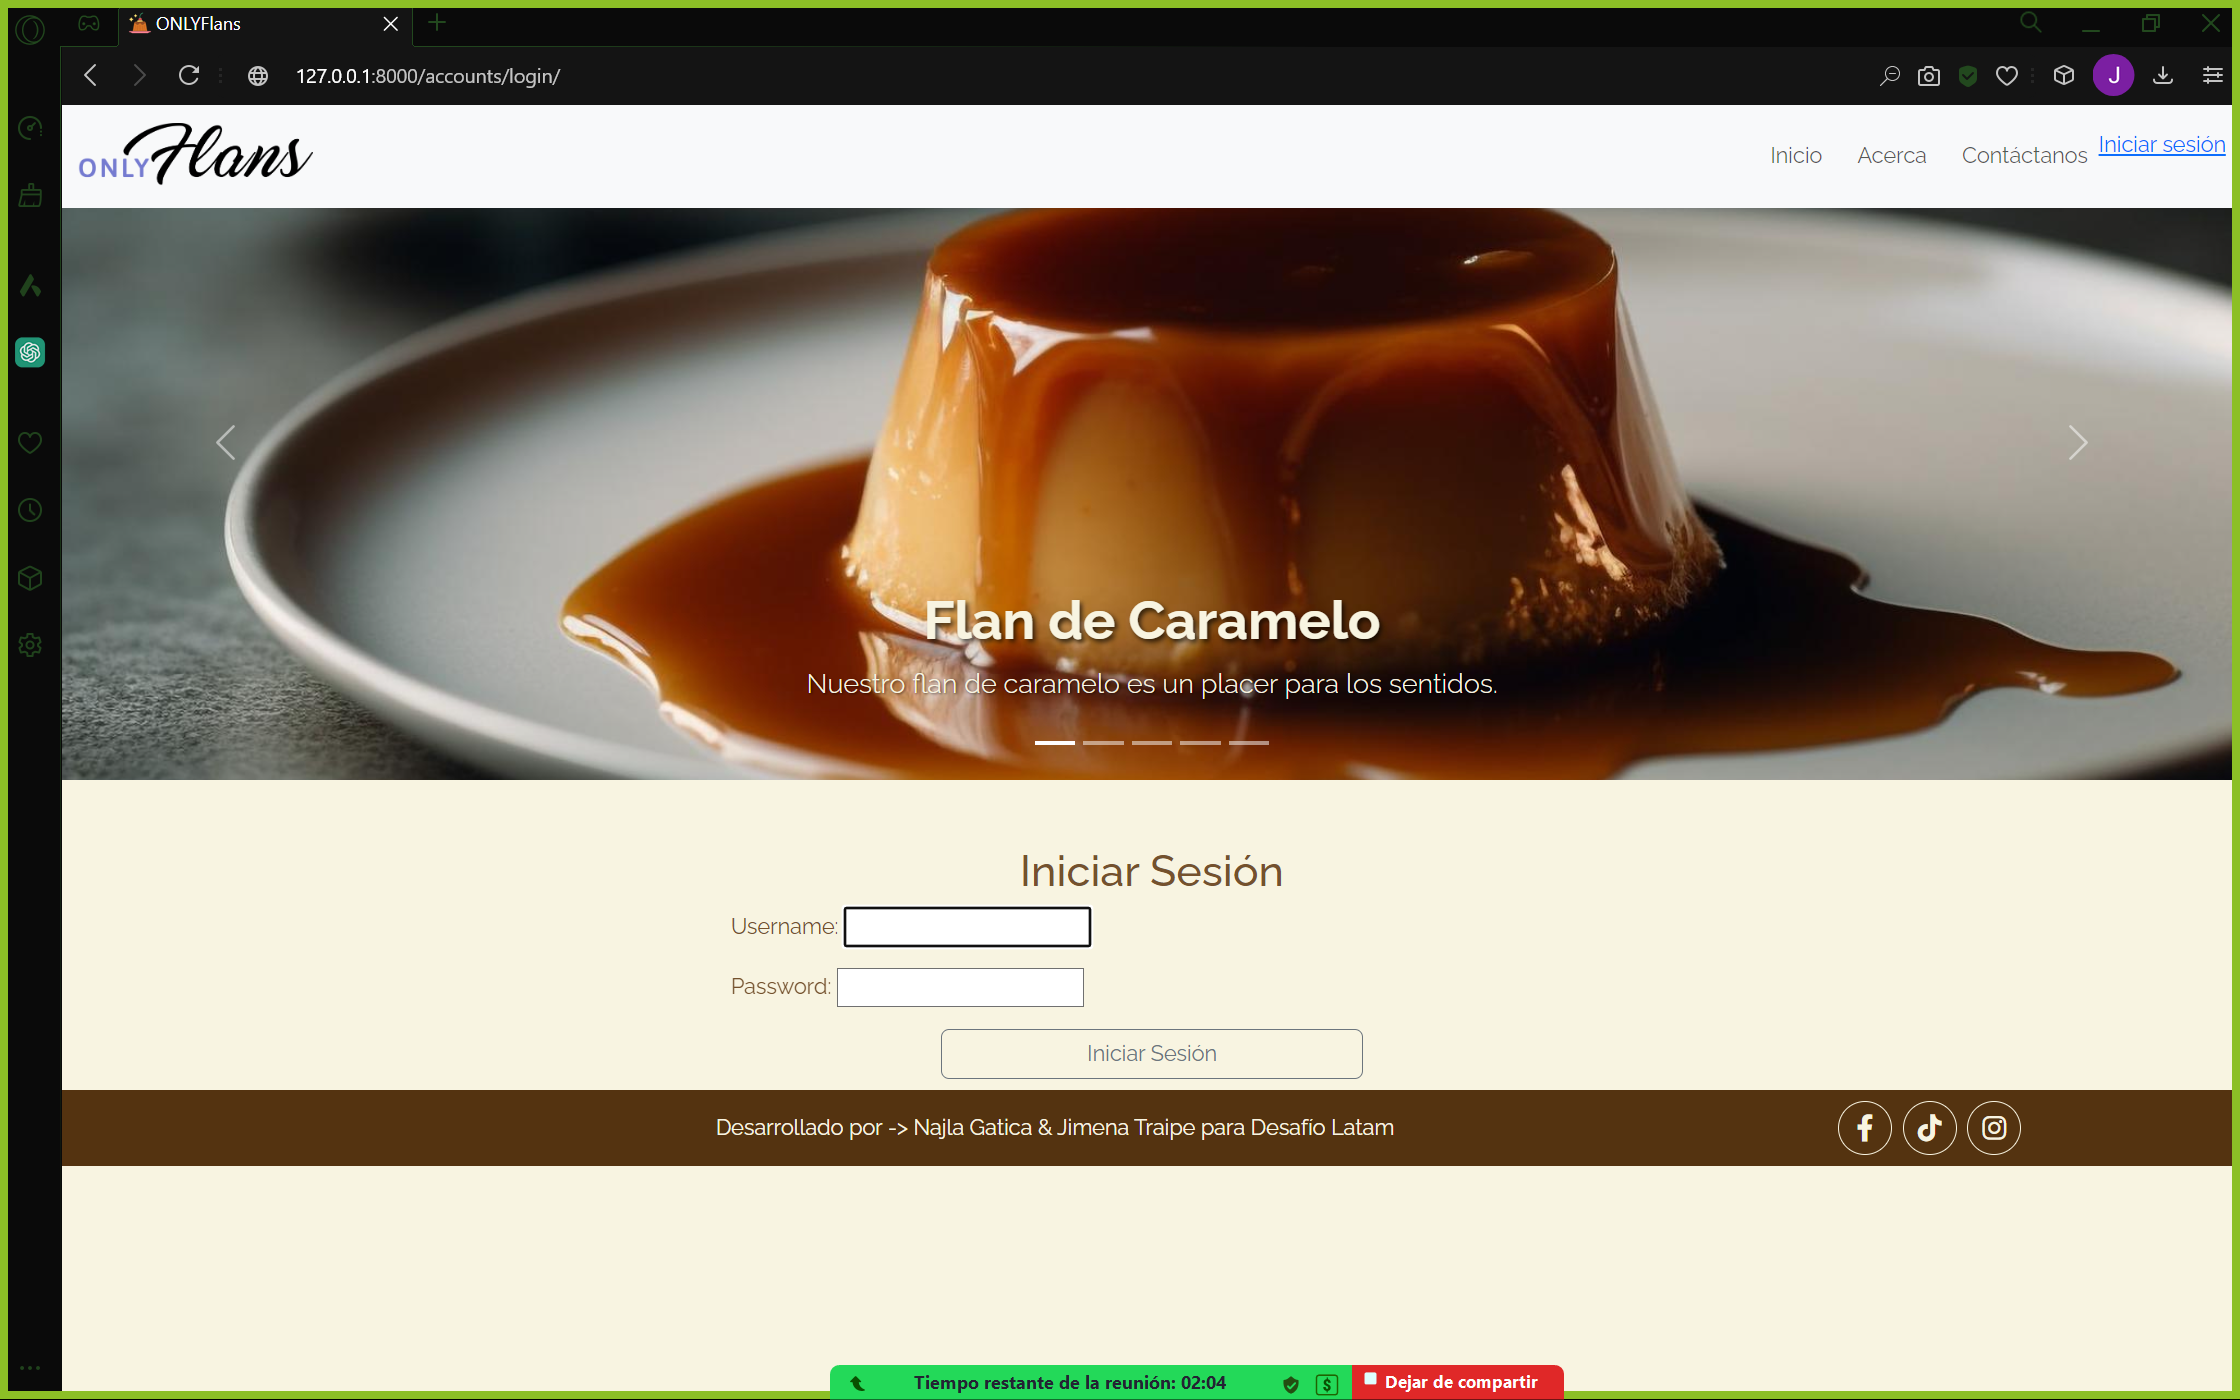 ONLYFlans
127.0.0.1:8000/accounts/login/
J
ONLY Flans
Inicio Acerca Contáctanos Iniciar sesión
Flan de Caramelo
Nuestro flan de caramelo es un placer para los sentidos.
Iniciar Sesión
Username:
Password:
Iniciar Sesión
Desarrollado por -> Najla Gatica & Jimena Traipe para Desafío Latam
Tiempo restante de la reunión: 02:04 $ Dejar de compartir